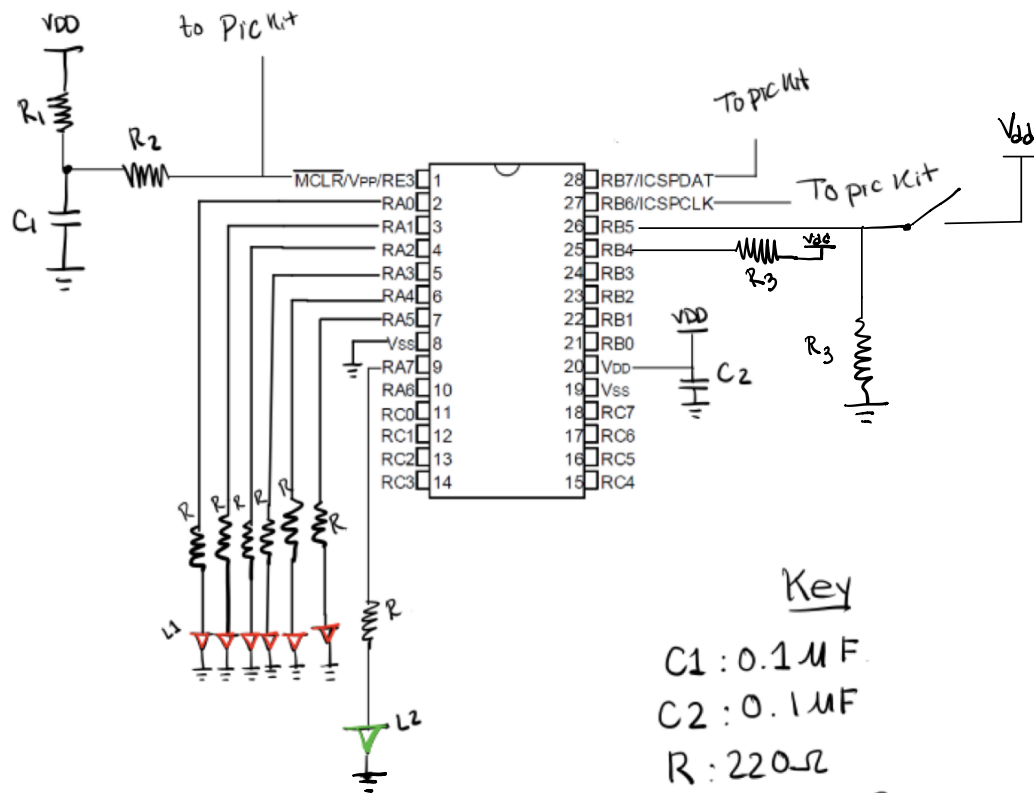 VDD
to Pic Kit
R1
R2
C1
To pic Kit
Vdd
To pic Kit
MCLR/VPP/RE3 1
RA0 2
RA1 3
RA2 4
RA3 5
RA4 6
RA5 7
Vss 8
RA7 9
RA6 10
RC0 11
RC1 12
RC2 13
RC3 14
28 RB7/ICSPDAT
27 RB6/ICSPCLK
26 RB5
25 RB4
24 RB3
23 RB2
22 RB1
21 RB0
20 VDD
19 Vss
18 RC7
17 RC6
16 RC5
15 RC4
Vdd
R3
VDD
C2
R3
R R R R R R
R
L1
L2
Key
C1 : 0.1 µF
C2 : 0.1 µF
R : 220Ω